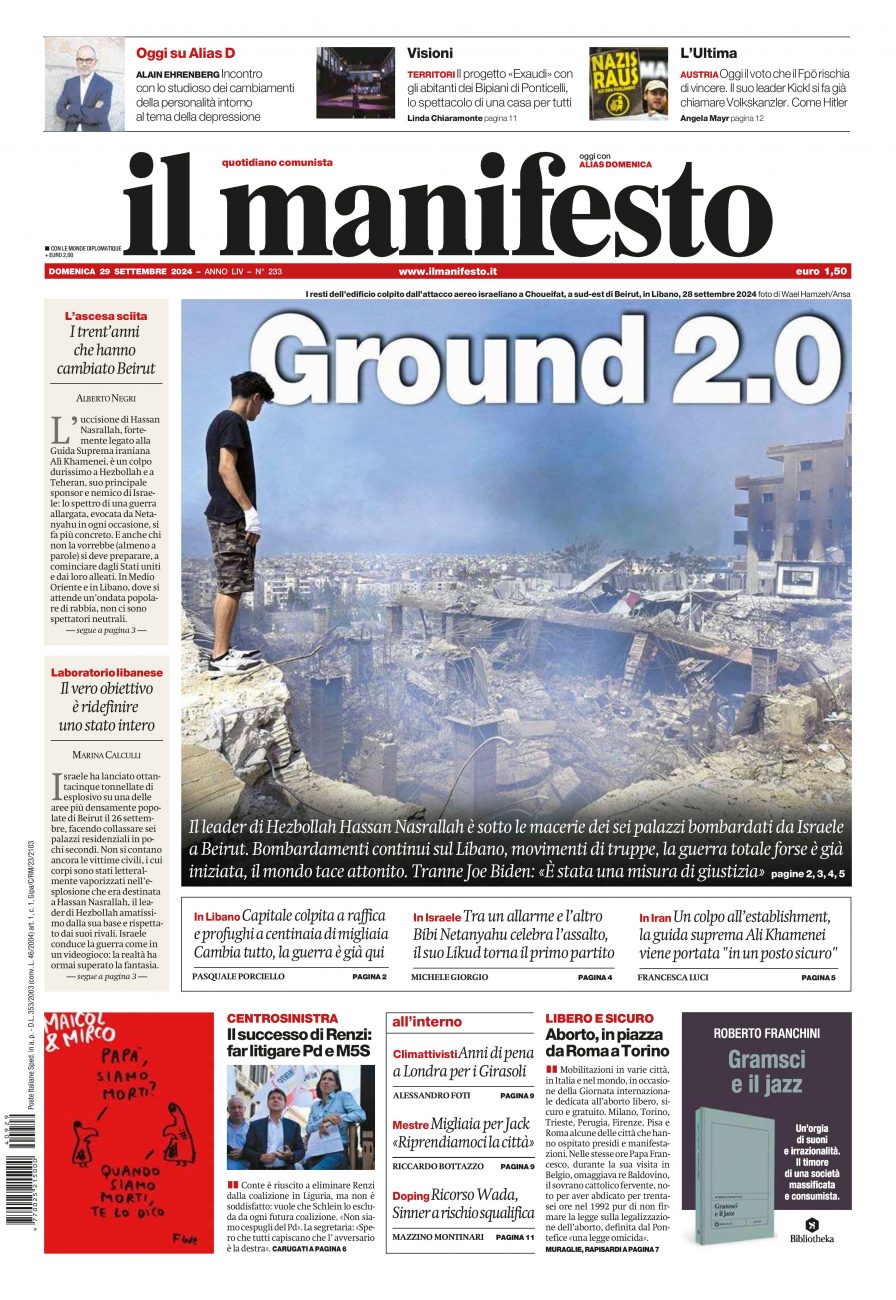 Oggi su Alias D
ALAIN EHRENBERG Incontro
con lo studioso dei cambiamenti
della personalità intorno
al tema della depressione
Visioni
TERRITORI Il progetto «Exaudi» con
gli abitanti dei Bipiani di Ponticelli,
lo spettacolo di una casa per tutti
Linda Chiaramonte pagina 11
NAZIS
RAUS
AUS DEM PARLAMENT
L'Ultima
AUSTRIA Oggi il voto che il Fpö rischia
di vincere. Il suo leader Kickl si fa già
chiamare Volkskanzler. Come Hitler
Angela Mayr pagina 12
quotidiano comunista
oggi con
ALIAS DOMENICA
il manifesto
■ CON LE MONDE DIPLOMATIQUE
+ EURO 2,00
DOMENICA 29 SETTEMBRE 2024 – ANNO LIV – N° 233
www.ilmanifesto.it
euro 1,50
I resti dell'edificio colpito dall'attacco aereo israeliano a Choueifat, a sud-est di Beirut, in Libano, 28 settembre 2024 foto di Wael Hamzeh/Ansa
L'ascesa sciita
I trent'anni
che hanno
cambiato Beirut
ALBERTO NEGRI
L'uccisione di Hassan
Nasrallah, forte-
mente legato alla
Guida Suprema iraniana
Ali Khamenei, è un colpo
durissimo a Hezbollah e a
Teheran, suo principale
sponsor e nemico di Israe-
le: lo spettro di una guerra
allargata, evocata da Neta-
nyahu in ogni occasione, si
fa più concreto. E anche chi
non la vorrebbe (almeno a
parole) si deve preparare, a
cominciare dagli Stati uniti
e dai loro alleati. In Medio
Oriente e in Libano, dove si
attende un'ondata popola-
re di rabbia, non ci sono
spettatori neutrali.
— segue a pagina 3 —
Laboratorio libanese
Il vero obiettivo
è ridefinire
uno stato intero
MARINA CALCULLI
Israele ha lanciato ottan-
tacinque tonnellate di
esplosivo su una delle
aree più densamente popo-
late di Beirut il 26 settem-
bre, facendo collassare sei
palazzi residenziali in po-
chi secondi. Non si contano
ancora le vittime civili, i cui
corpi sono stati letteral-
mente vaporizzati nell'e-
splosione che era destinata
a Hassan Nasrallah, il lea-
der di Hezbollah amatissi-
mo dalla sua base e rispetta-
to dai suoi rivali. Israele
conduce la guerra come in
un videogioco: la realtà ha
ormai superato la fantasia.
— segue a pagina 3 —
Ground 2.0
Il leader di Hezbollah Hassan Nasrallah è sotto le macerie dei sei palazzi bombardati da Israele
a Beirut. Bombardamenti continui sul Libano, movimenti di truppe, la guerra totale forse è già
iniziata, il mondo tace attonito. Tranne Joe Biden: «È stata una misura di giustizia» pagine 2, 3, 4, 5
In Libano Capitale colpita a raffica
e profughi a centinaia di migliaia
Cambia tutto, la guerra è già qui
PASQUALE PORCIELLO PAGINA 2
In Israele Tra un allarme e l'altro
Bibi Netanyahu celebra l'assalto,
il suo Likud torna il primo partito
MICHELE GIORGIO PAGINA 4
In Iran Un colpo all'establishment,
la guida suprema Ali Khamenei
viene portata "in un posto sicuro"
FRANCESCA LUCI PAGINA 5
Poste Italiane Sped. in a. p. - D.L. 353/2003 (conv. L. 46/2004) art. 1, c. 1, Gipa/C/RM/23/2103
40929
9 770025 215000
MAICOL
& MIRCO
PAPÀ,
SIAMO
MORTI?
QUANDO
SIAMO
MORTI,
TE LO DICO
CENTROSINISTRA
Il successo di Renzi:
far litigare Pd e M5S
Conte è riuscito a eliminare Renzi
dalla coalizione in Liguria, ma non è
soddisfatto: vuole che Schlein lo esclu-
da da ogni futura coalizione. «Non sia-
mo cespugli del Pd». La segretaria: «Spe-
ro che tutti capiscano che l'avversario
è la destra». CARUGATI A PAGINA 6
all'interno
Climattivisti Anni di pena
a Londra per i Girasoli
ALESSANDRO FOTI PAGINA 9
Mestre Migliaia per Jack
«Riprendiamoci la città»
RICCARDO BOTTAZZO PAGINA 9
Doping Ricorso Wada,
Sinner a rischio squalifica
MAZZINO MONTINARI PAGINA 11
LIBERO E SICURO
Aborto, in piazza
da Roma a Torino
Mobilitazioni in varie città,
in Italia e nel mondo, in occasio-
ne della Giornata internaziona-
le dedicata all'aborto libero, si-
curo e gratuito. Milano, Torino,
Trieste, Perugia, Firenze, Pisa e
Roma alcune delle città che han-
no ospitato presidi e manifesta-
zioni. Nelle stesse ore Papa Fran-
cesco, durante la sua visita in
Belgio, omaggiava re Baldovino,
il sovrano cattolico fervente, no-
to per aver abdicato per trenta-
sei ore nel 1992 pur di non fir-
mare la legge sulla legalizzazio-
ne dell'aborto, definita dal Pon-
tefice «una legge omicida».
MURAGLIE, RAPISARDI A PAGINA 7
ROBERTO FRANCHINI
Gramsci
e il jazz
Gramsci
e il jazz
Un'orgia
di suoni
e irrazionalità.
Il timore
di una società
massificata
e consumista.
Bibliotheka